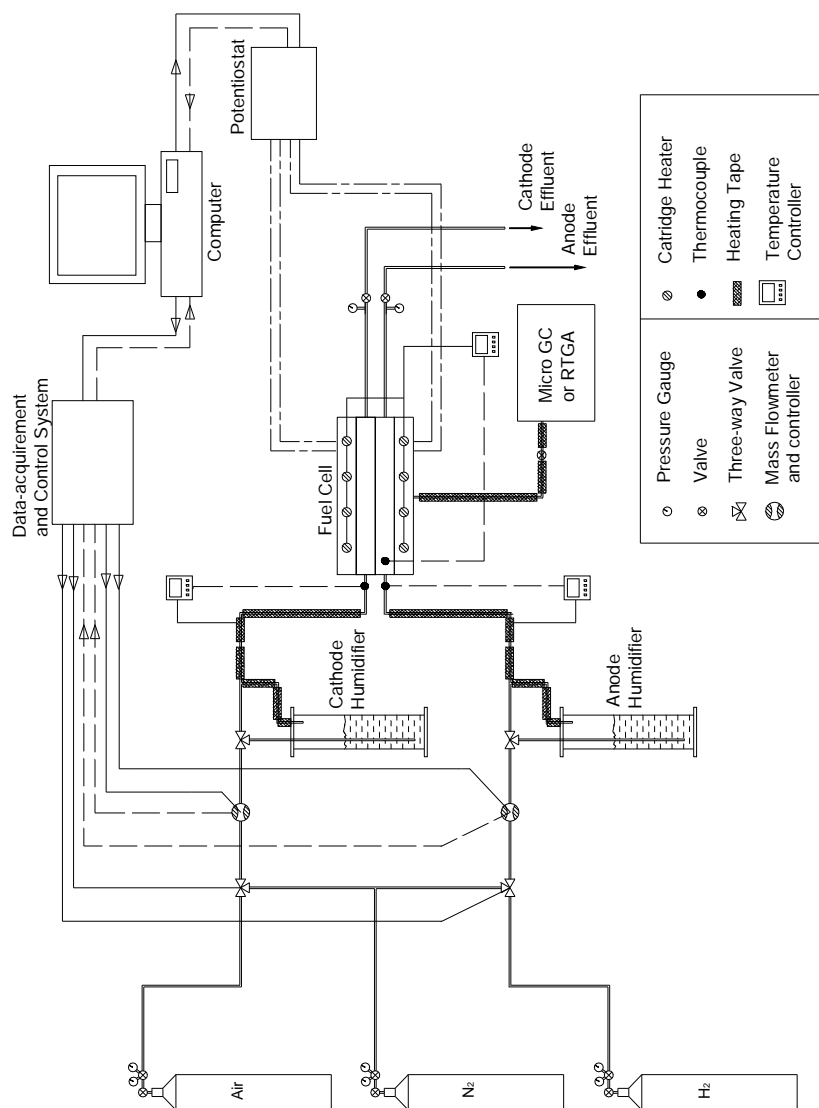 Data-acquirement
and Control System
Computer
Potentiostat
Fuel Cell
Cathode
Effluent
Anode
Effluent
Micro GC
or RTGA
Cathode
Humidifier
Anode
Humidifier
Air
N2
H2
Pressure Gauge
Valve
Three-way Valve
Mass Flowmeter
and controller
Catridge Heater
Thermocouple
Heating Tape
Temperature
Controller